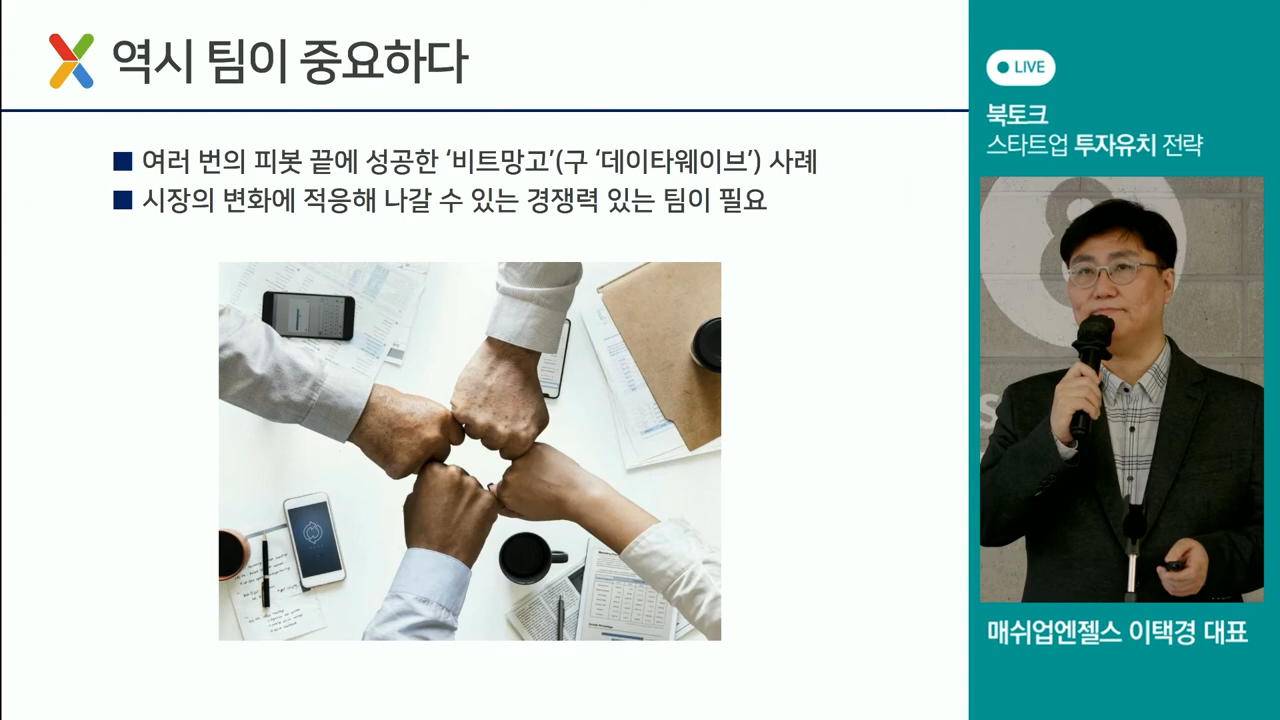 역시 팀이 중요하다
■ 여러 번의 피봇 끝에 성공한 ‘비트망고’(구 ‘데이타웨이브’) 사례
■ 시장의 변화에 적응해 나갈 수 있는 경쟁력 있는 팀이 필요
LIVE
북토크
스타트업 투자유치 전략
매쉬업엔젤스 이택경 대표